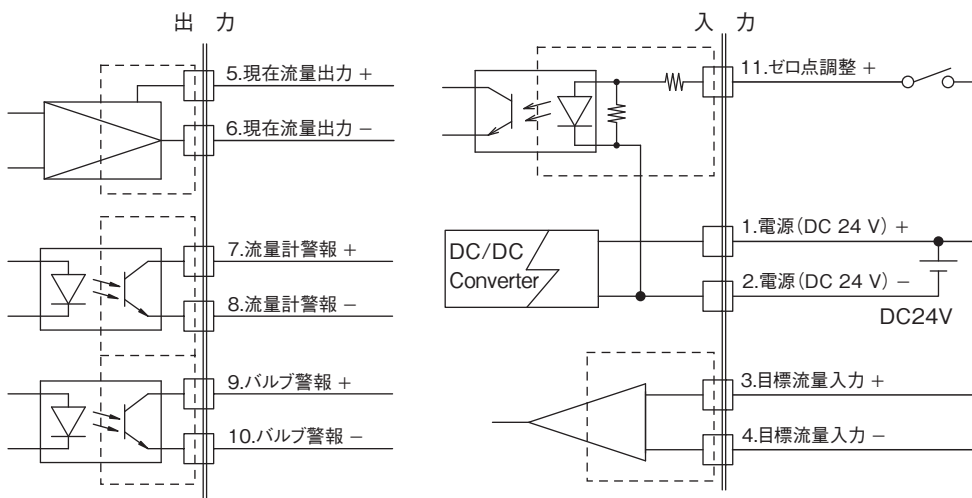 出 力
5.現在流量出力 +
6.現在流量出力 −
7.流量計警報 +
8.流量計警報 −
9.バルブ警報 +
10.バルブ警報 −
入 力
11.ゼロ点調整 +
DC/DC
Converter
1.電源(DC 24 V) +
2.電源(DC 24 V) −
DC24V
3.目標流量入力 +
4.目標流量入力 −